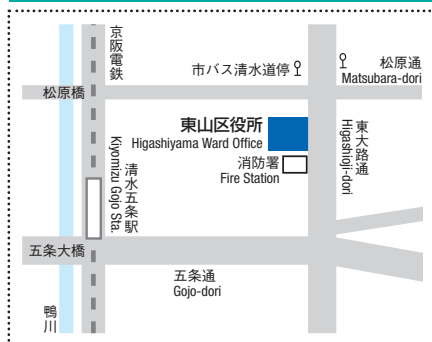 京阪電鉄
市バス清水道停
松原通
Matsubara-dori
松原橋
東山区役所
Higashiyama Ward Office
消防署
Fire Station
東大路通
Higashioji-dori
清水五条駅
Kiyomizu Gojo Sta.
五条大橋
五条通
Gojo-dori
鴨川